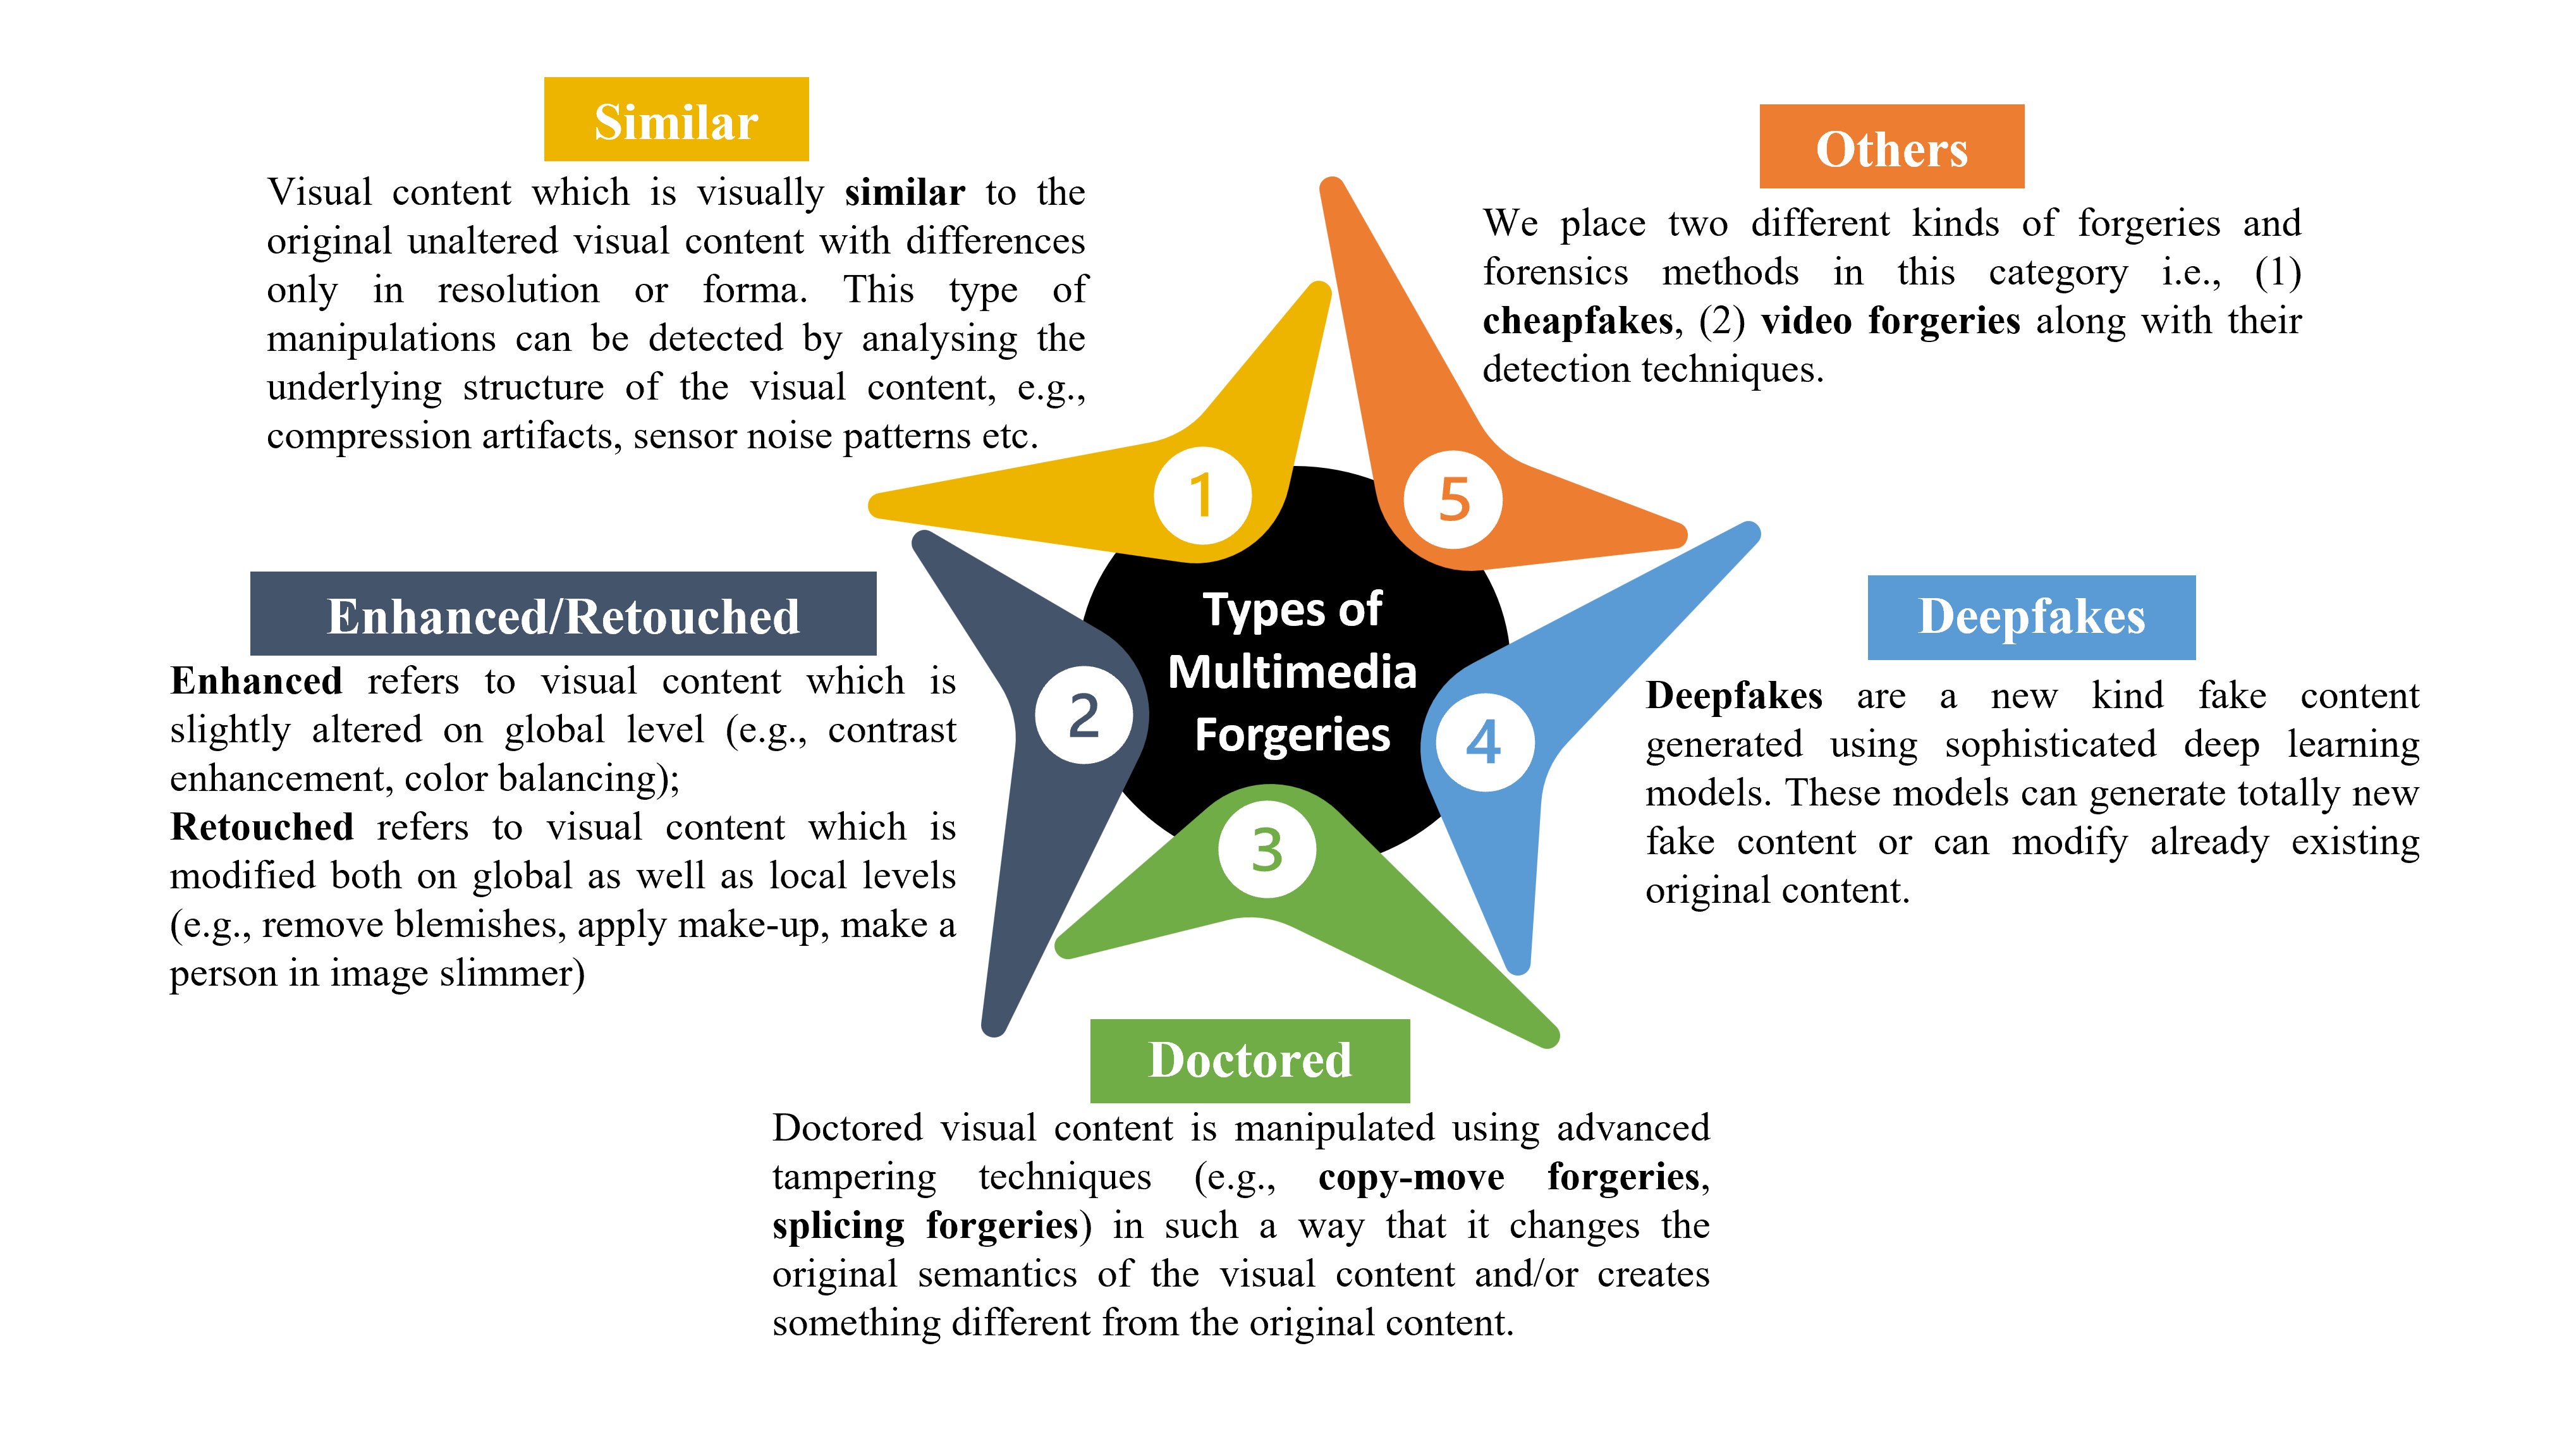 Similar
Visual content which is visually similar to the
original unaltered visual content with differences
only in resolution or forma. This type of
manipulations can be detected by analysing the
underlying structure of the visual content, e.g.,
compression artifacts, sensor noise patterns etc.
1
Enhanced/Retouched
Enhanced refers to visual content which is
slightly altered on global level (e.g., contrast
enhancement, color balancing);
Retouched refers to visual content which is
modified both on global as well as local levels
(e.g., remove blemishes, apply make-up, make a
person in image slimmer)
2
Types of
Multimedia
Forgeries
3
Doctored
Doctored visual content is manipulated using advanced
tampering techniques (e.g., copy-move forgeries,
splicing forgeries) in such a way that it changes the
original semantics of the visual content and/or creates
something different from the original content.
4
Deepfakes
Deepfakes are a new kind fake content
generated using sophisticated deep learning
models. These models can generate totally new
fake content or can modify already existing
original content.
5
Others
We place two different kinds of forgeries and
forensics methods in this category i.e., (1)
cheapfakes, (2) video forgeries along with their
detection techniques.